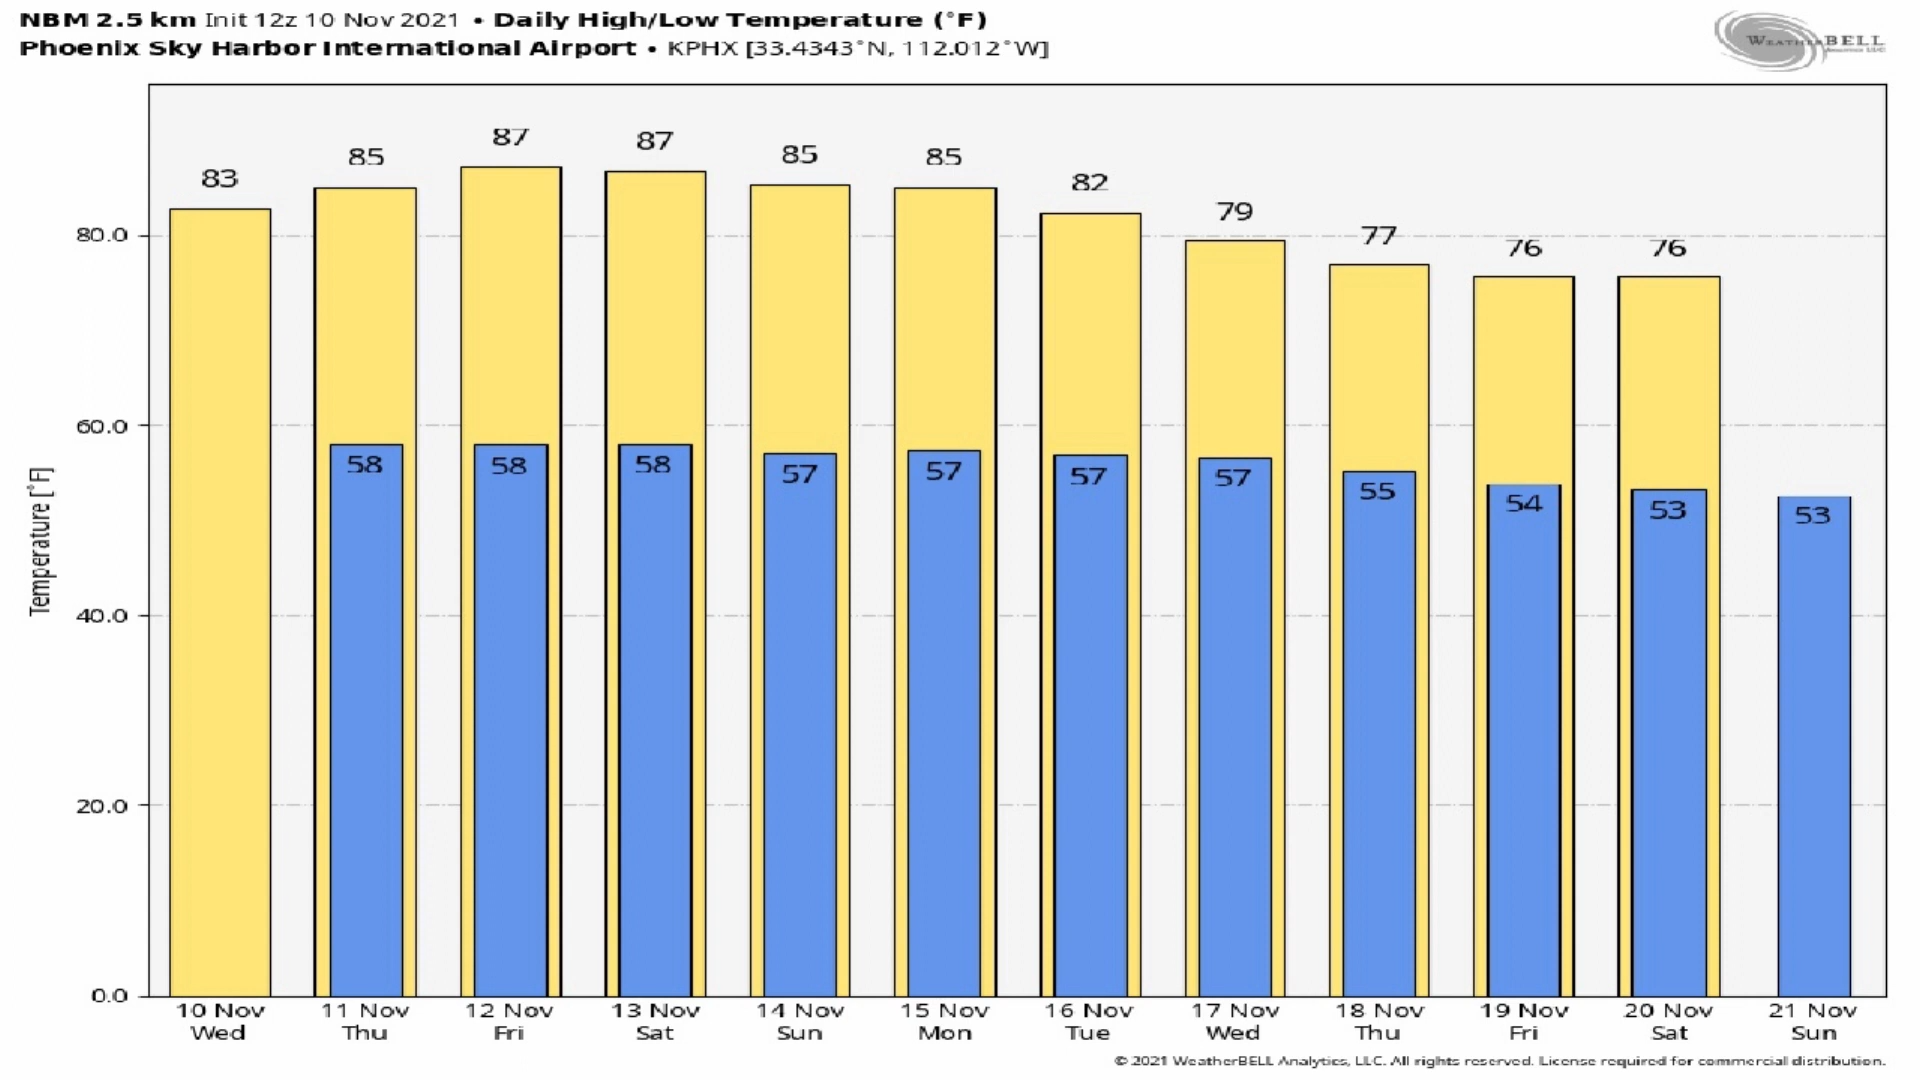 NBM 2.5 km Init 12z 10 Nov 2021 • Daily High/Low Temperature (°F)
Phoenix Sky Harbor International Airport • KPHX [33.4343°N, 112.012°W]
WEATHERBELL
83 85 87 87 85 85 82 79 77 76 76
80.0
60.0
58 58 58 57 57 57 57 55 54 53 53
Temperature [°F]
40.0
20.0
0.0
10 Nov 11 Nov 12 Nov 13 Nov 14 Nov 15 Nov 16 Nov 17 Nov 18 Nov 19 Nov 20 Nov 21 Nov
Wed Thu Fri Sat Sun Mon Tue Wed Thu Fri Sat Sun
© 2021 WeatherBELL Analytics, LLC. All rights reserved. License required for commercial distribution.